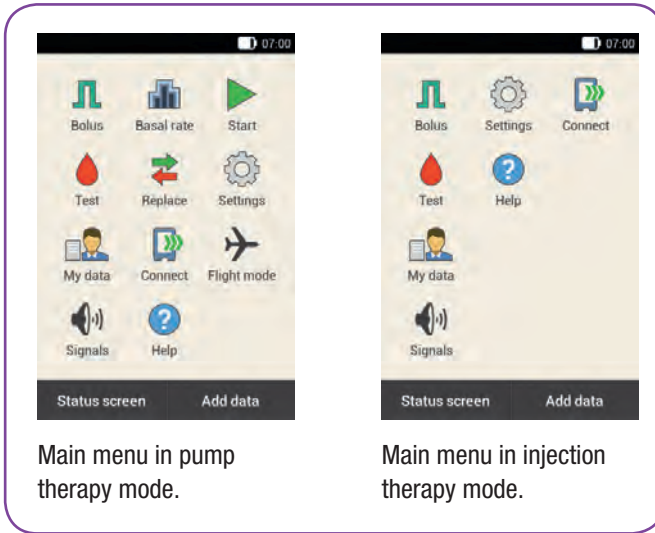 07:00
Bolus Basal rate Start
Test Replace Settings
My data Connect Flight mode
Signals Help
Status screen Add data
Main menu in pump
therapy mode.
07:00
Bolus Settings Connect
Test Help
My data
Signals
Status screen Add data
Main menu in injection
therapy mode.